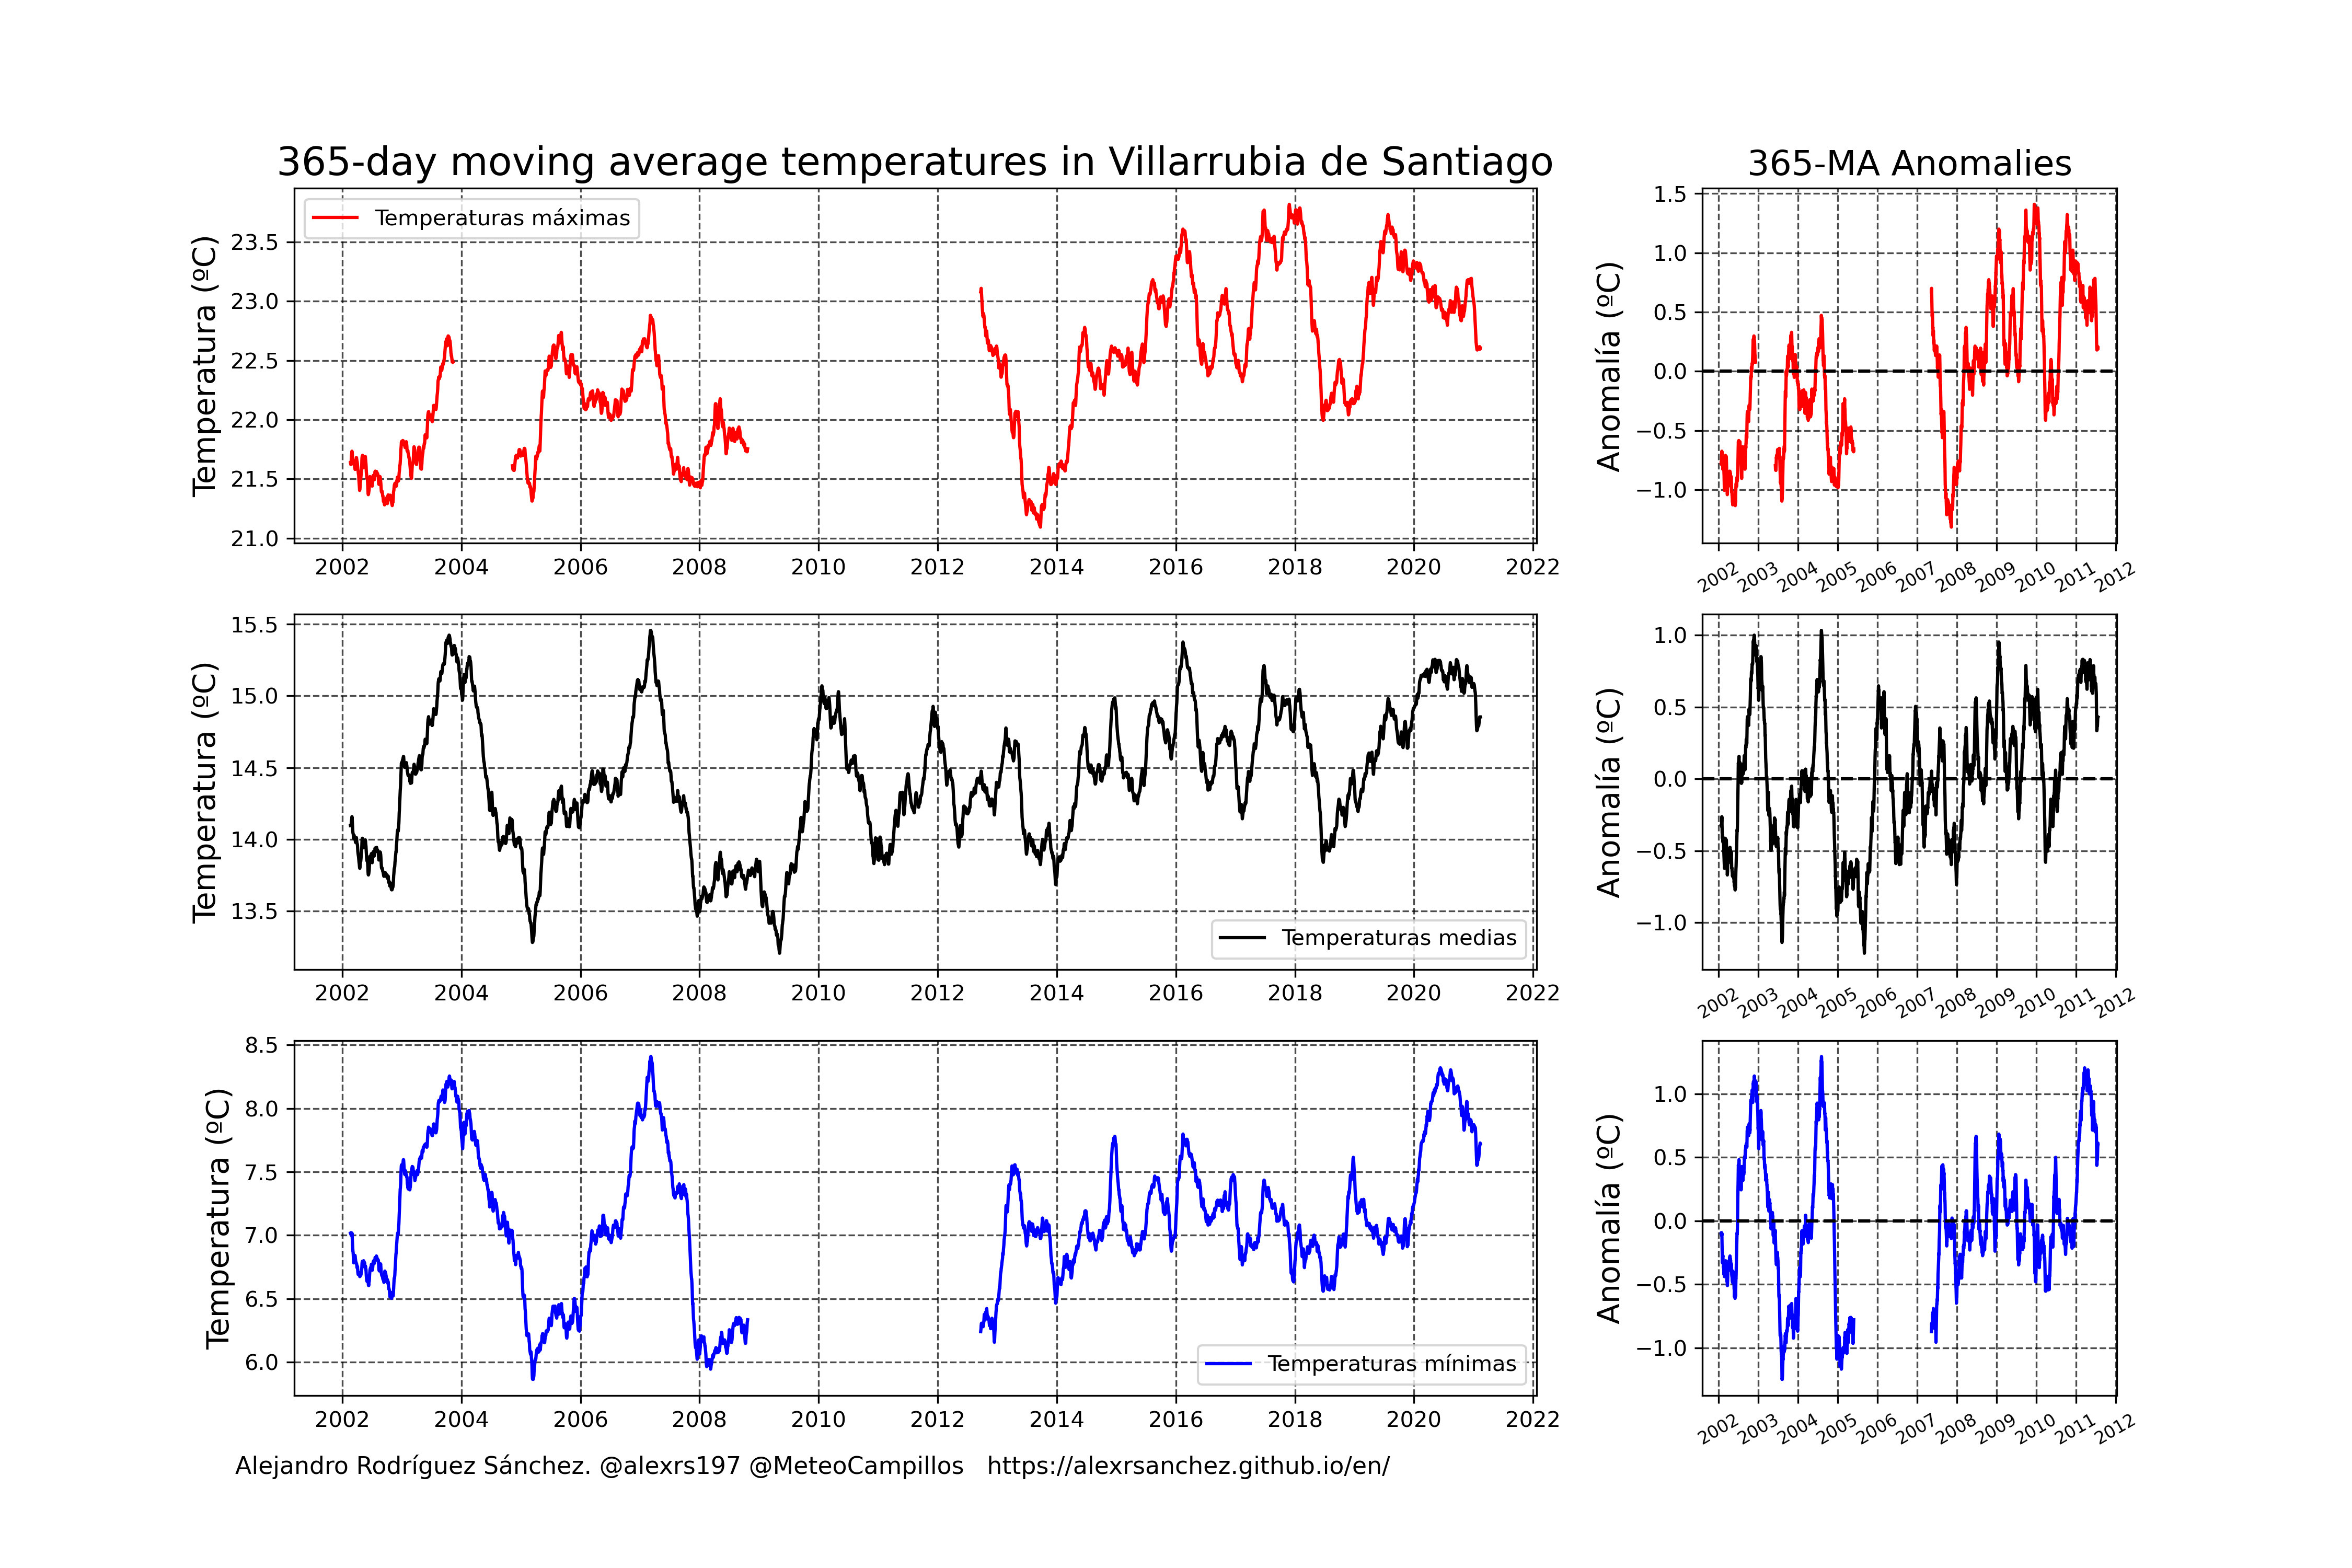 365-day moving average temperatures in Villarrubia de Santiago
365-MA Anomalies
Temperatura (ºC)
23.5
23.0
22.5
22.0
21.5
21.0
Temperaturas máximas
2002 2004 2006 2008 2010 2012 2014 2016 2018 2020 2022
Anomalía (ºC)
1.5
1.0
0.5
0.0
−0.5
−1.0
2002 2003 2004 2005 2006 2007 2008 2009 2010 2011 2012
Temperatura (ºC)
15.5
15.0
14.5
14.0
13.5
Temperaturas medias
2002 2004 2006 2008 2010 2012 2014 2016 2018 2020 2022
Anomalía (ºC)
1.0
0.5
0.0
−0.5
−1.0
2002 2003 2004 2005 2006 2007 2008 2009 2010 2011 2012
Temperatura (ºC)
8.5
8.0
7.5
7.0
6.5
6.0
Temperaturas mínimas
2002 2004 2006 2008 2010 2012 2014 2016 2018 2020 2022
Anomalía (ºC)
1.0
0.5
0.0
−0.5
−1.0
2002 2003 2004 2005 2006 2007 2008 2009 2010 2011 2012
Alejandro Rodríguez Sánchez. @alexrs197 @MeteoCampillos https://alexrsanchez.github.io/en/